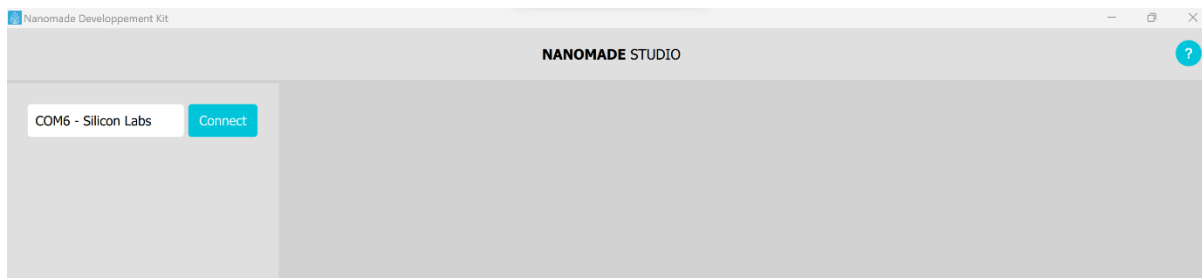 Nanomade Developpement Kit
NANOMADE STUDIO
?
COM6 - Silicon Labs
Connect